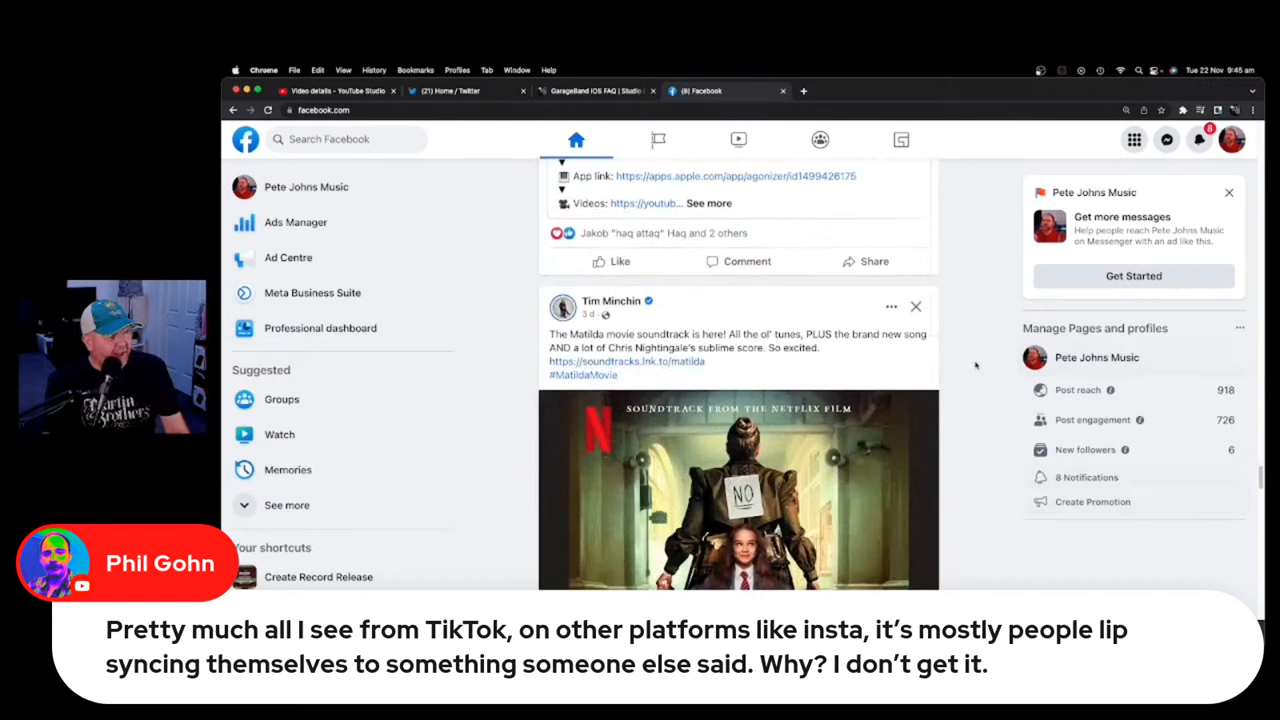 Chrome File Edit View History Bookmarks Profiles Tab Window Help
Tue 22 Nov 9:45 am
Video details - YouTube Studio
(21) Home / Twitter
GarageBand iOS FAQ | Studio
(8) Facebook
facebook.com
Search Facebook
8
Pete Johns Music
Ads Manager
Ad Centre
Meta Business Suite
Professional dashboard
Suggested
Groups
Watch
Memories
See more
Your shortcuts
Create Record Release
App link: https://apps.apple.com/app/agonizer/id1499426175
Videos: https://youtub... See more
Jakob "haq attaq" Haq and 2 others
Like Comment Share
Tim Minchin
3 d
The Matilda movie soundtrack is here! All the ol' tunes, PLUS the brand new song
AND a lot of Chris Nightingale's sublime score. So excited.
https://soundtracks.lnk.to/matilda
#MatildaMovie
SOUNDTRACK FROM THE NETFLIX FILM
N
NO
Pete Johns Music
Get more messages
Help people reach Pete Johns Music
on Messenger with an ad like this.
Get Started
Manage Pages and profiles
Pete Johns Music
Post reach 918
Post engagement 726
New followers 6
8 Notifications
Create Promotion
Martin
Brothers
Phil Gohn
Pretty much all I see from TikTok, on other platforms like insta, it's mostly people lip
syncing themselves to something someone else said. Why? I don't get it.